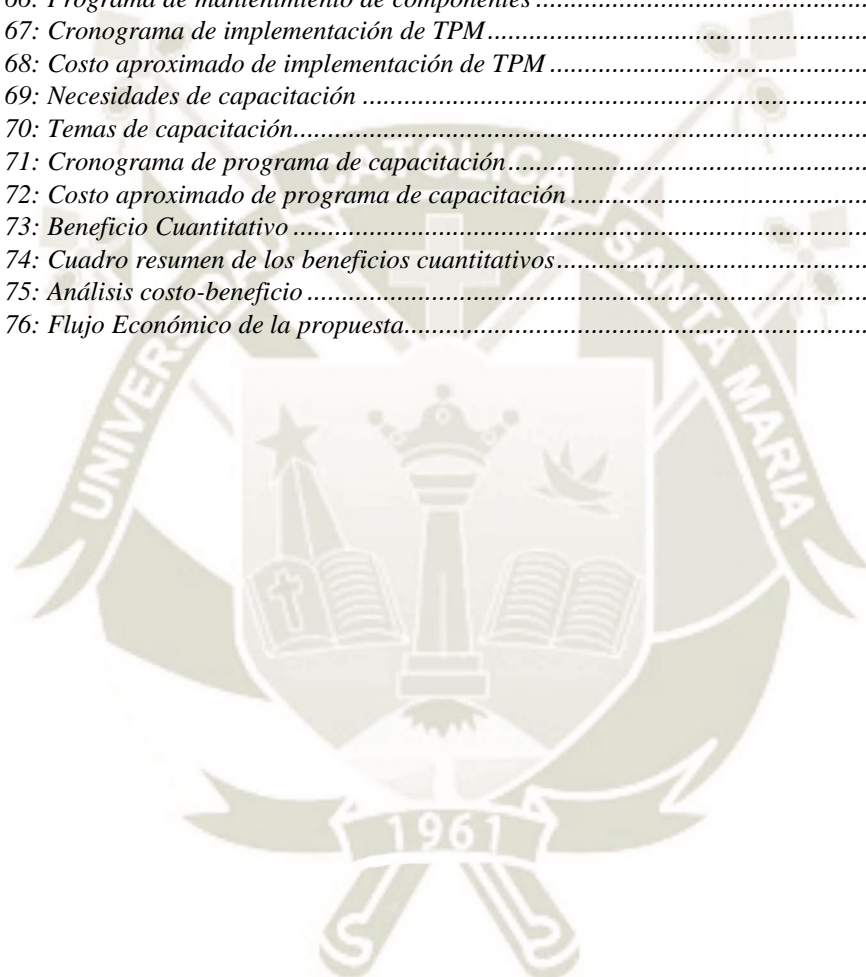 66: Programa de mantenimiento de componentes ..................................................
67: Cronograma de implementación de TPM ..........................................................
68: Costo aproximado de implementación de TPM .................................................
69: Necesidades de capacitación ............................................................................
70: Temas de capacitación......................................................................................
71: Cronograma de programa de capacitación .......................................................
72: Costo aproximado de programa de capacitación ..............................................
73: Beneficio Cuantitativo ......................................................................................
74: Cuadro resumen de los beneficios cuantitativos ................................................
75: Análisis costo-beneficio ....................................................................................
76: Flujo Económico de la propuesta......................................................................
CATOLICA
SANTA MARIA
1961